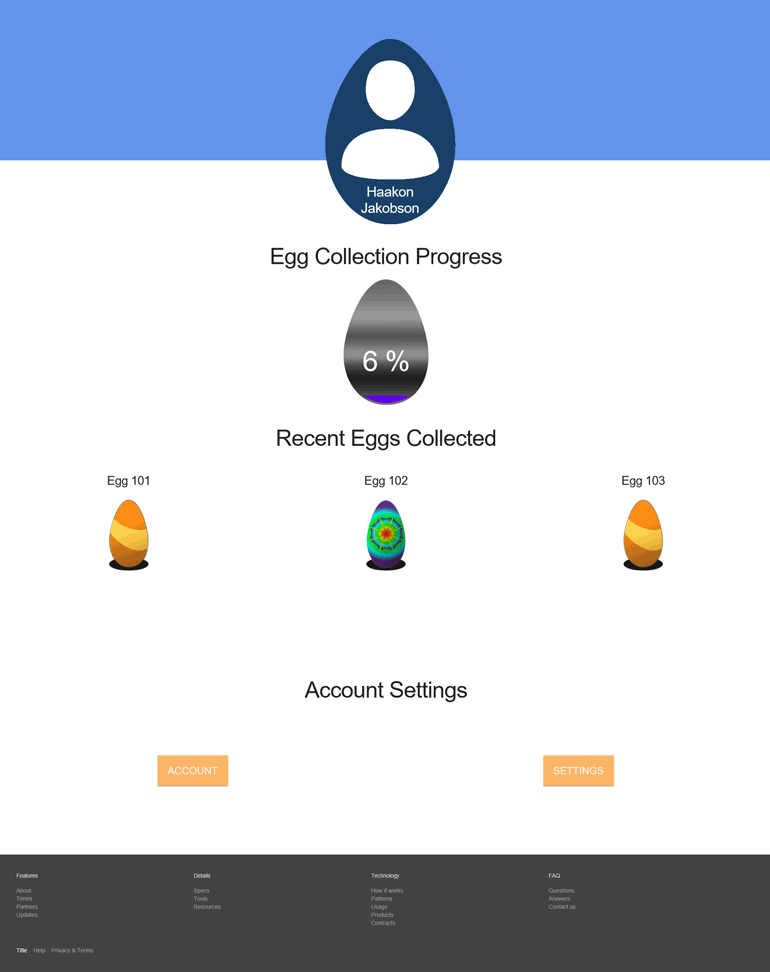 Haakon
Jakobson
Egg Collection Progress
6 %
Recent Eggs Collected
Egg 101
Egg 102
Egg 103
Account Settings
ACCOUNT
SETTINGS
Features
About
Terms
Partners
Updates
Details
Specs
Tools
Resources
Technology
How it works
Patterns
Usage
Products
Contracts
FAQ
Questions
Answers
Contact us
Title Help Privacy & Terms